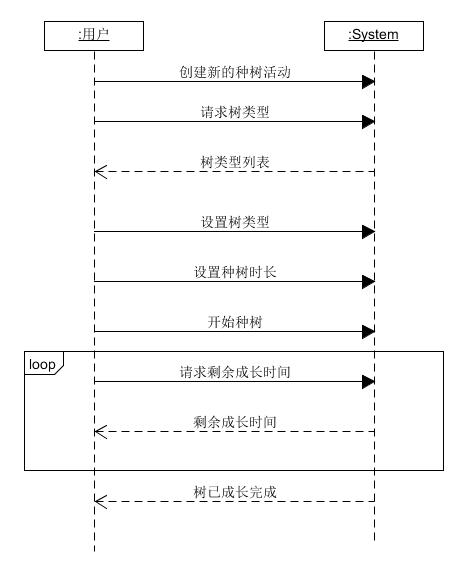 :用户
:System
创建新的种树活动
请求树类型
树类型列表
设置树类型
设置种树时长
开始种树
loop
请求剩余成长时间
剩余成长时间
树已成长完成